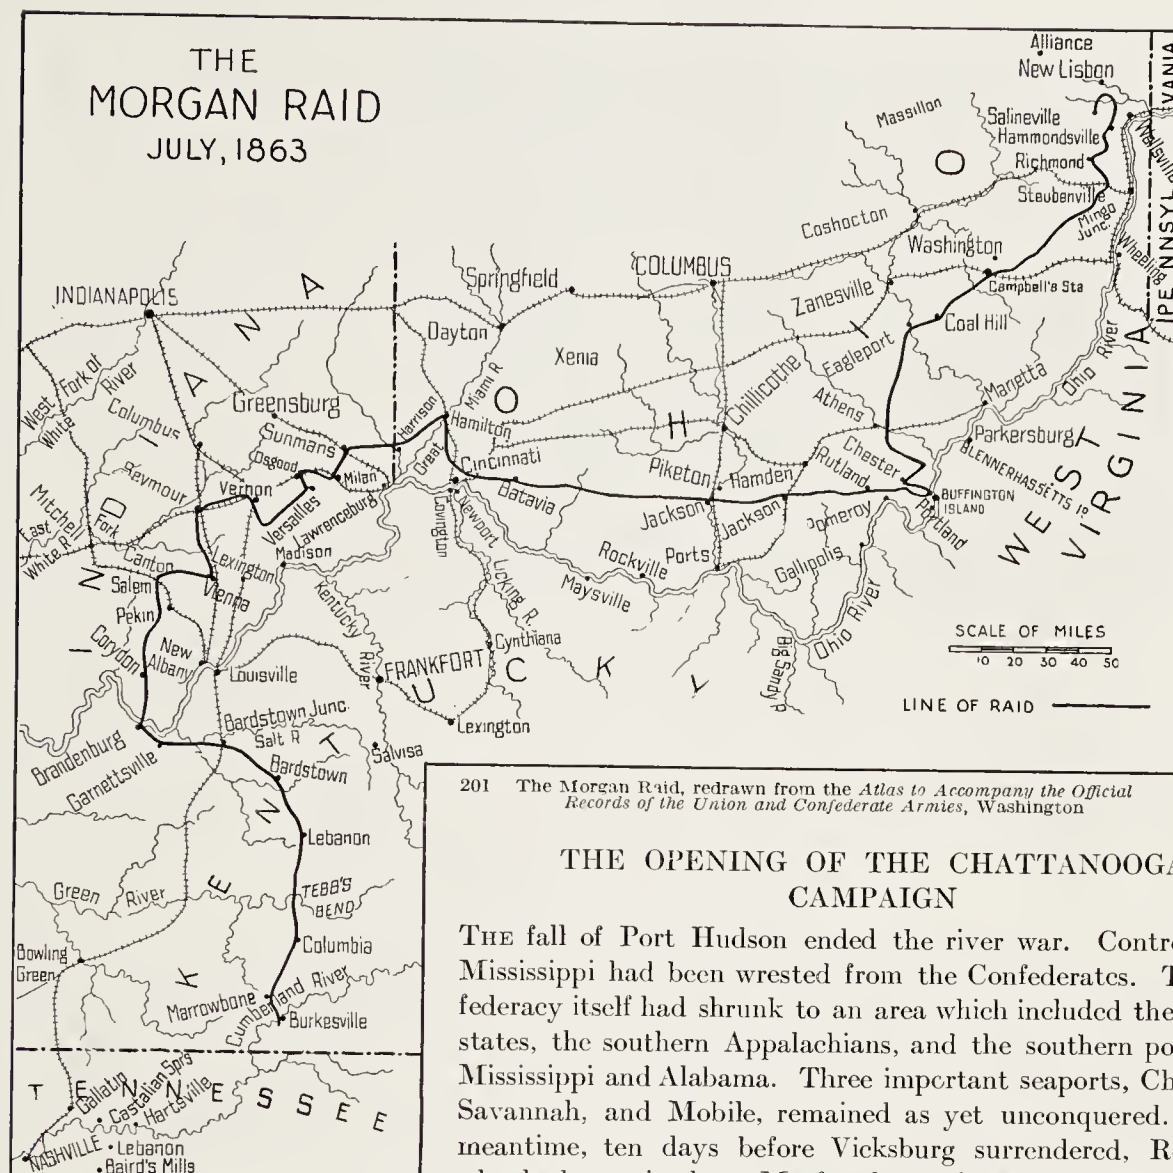 THE
MORGAN RAID
JULY, 1863
Alliance
New Lisbon
Massillon
Salineville
Hammondsville
Richmond
Wellsville
Steubenville
Mingo
Junc.
Wheeling
PENNSYLVANIA
Coshocton
Washington
Campbell's Sta
Zanesville
Coal Hill
Eagleport
INDIANAPOLIS
Springfield
COLUMBUS
Dayton
Xenia
Miami R
Chillicothe
Athens
Marietta
Ohio River
Parkersburg
BLENNERHASSETTS IS.
WEST
VIRGINIA
OHIO
INDIANA
West Fork of
White River
Columbus
Greensburg
Harrison
Hamilton
Sunmans
Osgood
Great
Cincinnati
Milan
Seymour
Vernon
Versailles
Lawrenceburg
Batavia
Piketon
Hamden
Rutland
Chester
BUFFINGTON
ISLAND
Portland
Jackson
Jackson
Pomeroy
Mitchell
East Fork
White R.
Madison
Covington
Newport
Canton
Lexington
Salem
Vienna
Pekin
Rockville
Ports
Gallipolis
Maysville
Ohio River
Licking R.
Kentucky River
Cynthiana
Corydon
New
Albany
Louisville
FRANKFORT
Big Sandy R
SCALE OF MILES
10 20 30 40 50
LINE OF RAID
Lexington
KENTUCKY
Bardstown Junc.
Salt R
Salvisa
Brandenburg
Garnettsville
Bardstown
Lebanon
Green River
TEBB'S
BEND
Columbia
Bowling
Green
Marrowbone
Cumberland River
Burkesville
TENNESSEE
Gallatin
Castalian Sprs
Hartsville
NASHVILLE
Lebanon
Baird's Mills
201 The Morgan Raid, redrawn from the Atlas to Accompany the Official
Records of the Union and Confederate Armies, Washington
THE OPENING OF THE CHATTANOOGA
CAMPAIGN
THE fall of Port Hudson ended the river war. Contr
Mississippi had been wrested from the Confederates. T
federacy itself had shrunk to an area which included the
states, the southern Appalachians, and the southern po
Mississippi and Alabama. Three important seaports, Ch
Savannah, and Mobile, remained as yet unconquered.
meantime, ten days before Vicksburg surrendered, R